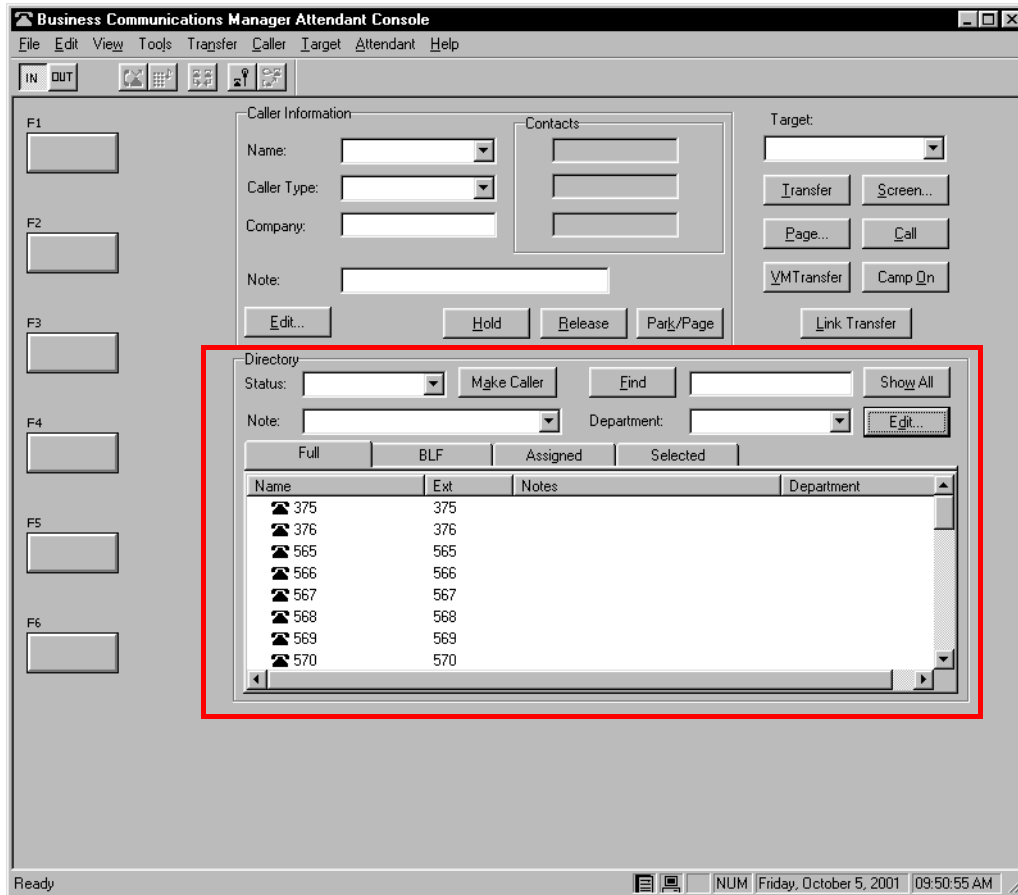 Business Communications Manager Attendant Console
File Edit View Tools Transfer Caller Target Attendant Help
IN OUT
F1
F2
F3
F4
F5
F6
Caller Information
Name:
Caller Type:
Company:
Note:
Contacts
Edit... Hold Release Park/Page
Target:
Transfer Screen...
Page... Call
VMTransfer Camp On
Link Transfer
Directory
Status: Make Caller Find Show All
Note: Department: Edit...
Full BLF Assigned Selected
Name Ext Notes Department
375 375
376 376
565 565
566 566
567 567
568 568
569 569
570 570
Ready NUM Friday, October 5, 2001 09:50:55 AM